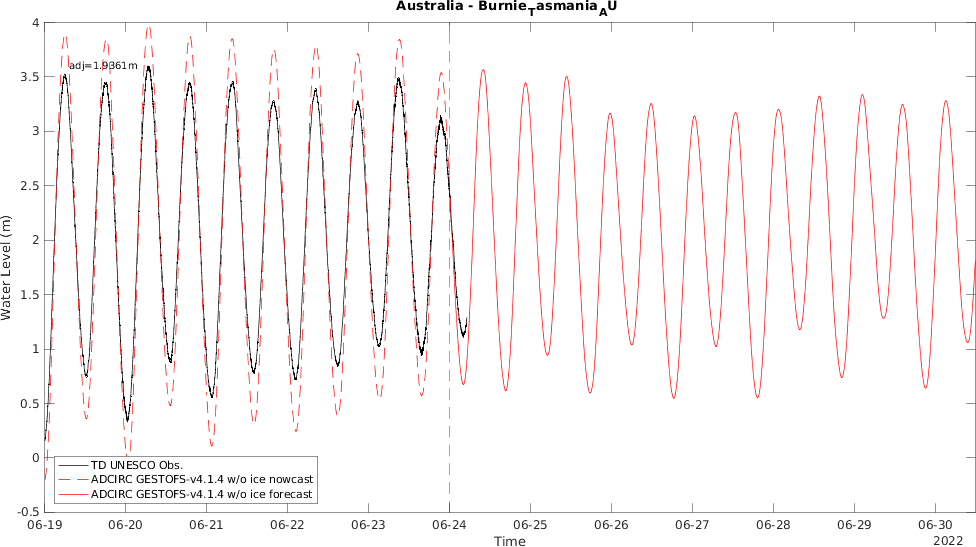 Australia - Burnie_Tasmania_AU
4
adj=1.9361m
3.5
3
2.5
2
1.5
1
0.5
0
-0.5
Water Level (m)
TD UNESCO Obs.
ADCIRC GESTOFS-v4.1.4 w/o ice nowcast
ADCIRC GESTOFS-v4.1.4 w/o ice forecast
06-19 06-20 06-21 06-22 06-23 06-24 06-25 06-26 06-27 06-28 06-29 06-30
Time
2022